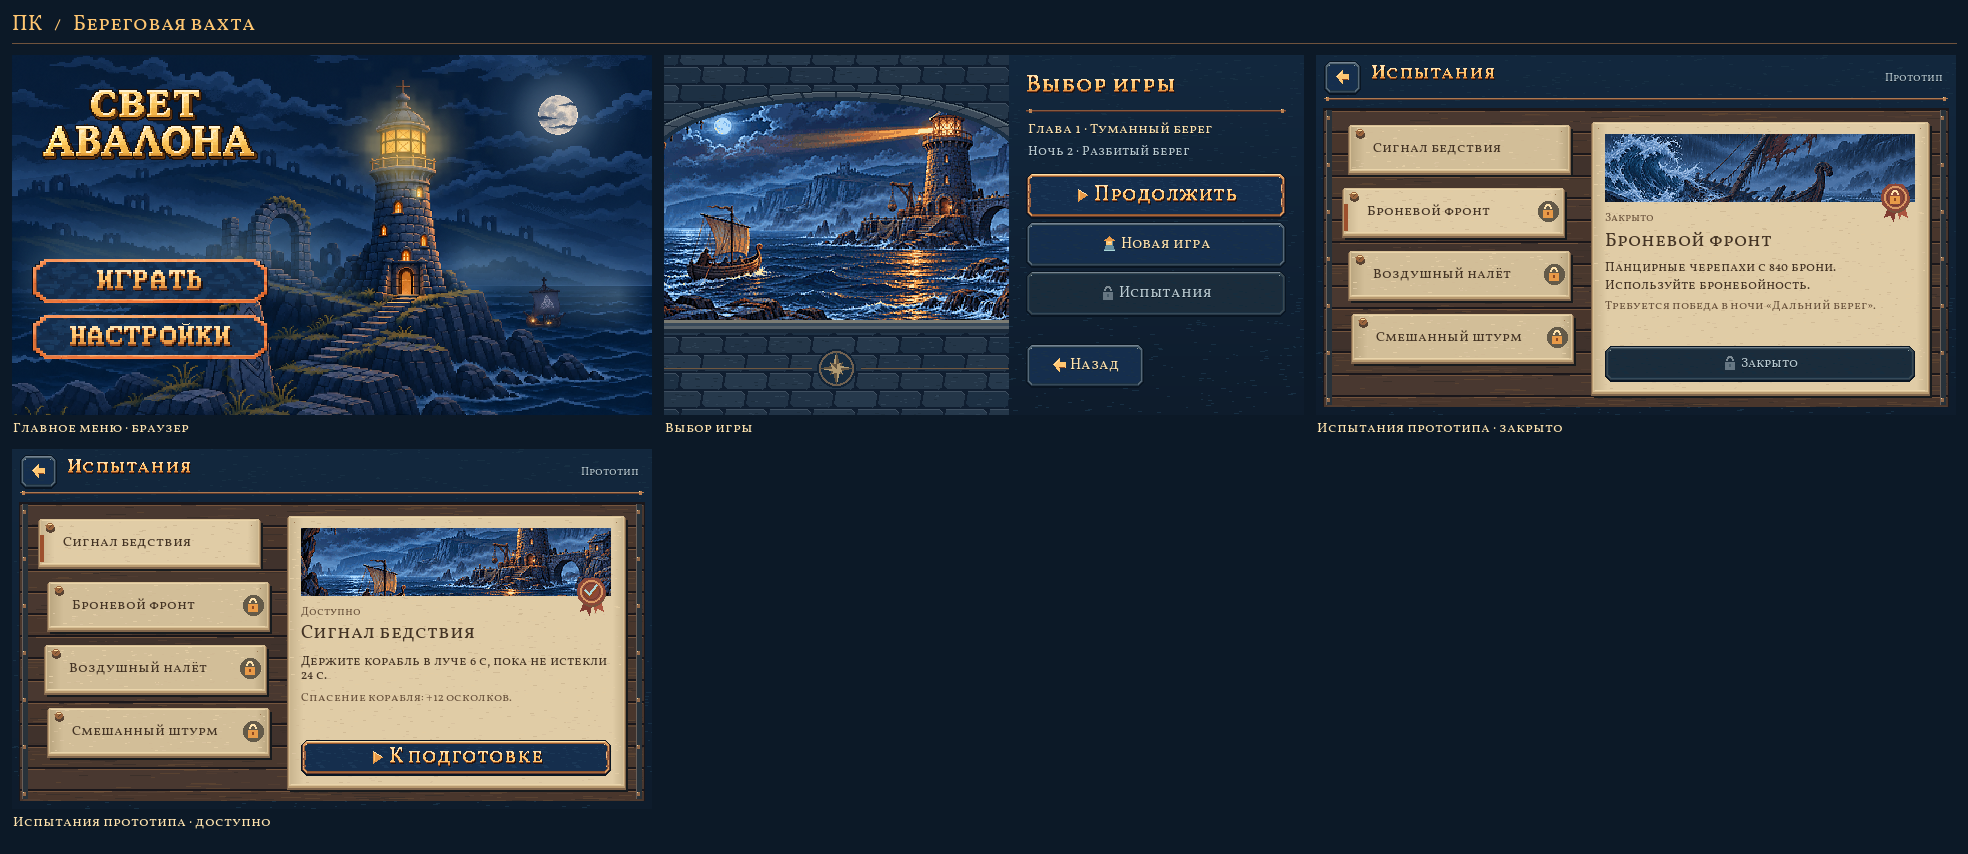 ПК / Береговая вахта
СВЕТ
АВАЛОНА
ИГРАТЬ
НАСТРОЙКИ
Главное меню · браузер
Выбор игры
Глава 1 · Туманный берег
Ночь 2 · Разбитый берег
Продолжить
Новая игра
Испытания
Назад
Выбор игры
Испытания
Прототип
Сигнал бедствия
Броневой фронт
Воздушный налёт
Смешанный штурм
Закрыто
Броневой фронт
Панцирные черепахи с 840 брони.
Используйте бронебойность.
Требуется победа в ночи «Дальний берег».
Закрыто
Испытания прототипа · закрыто
Испытания
Прототип
Сигнал бедствия
Броневой фронт
Воздушный налёт
Смешанный штурм
Доступно
Сигнал бедствия
Держите корабль в луче 6 с, пока не истекли
24 с.
Спасение корабля: +12 осколков.
К подготовке
Испытания прототипа · доступно